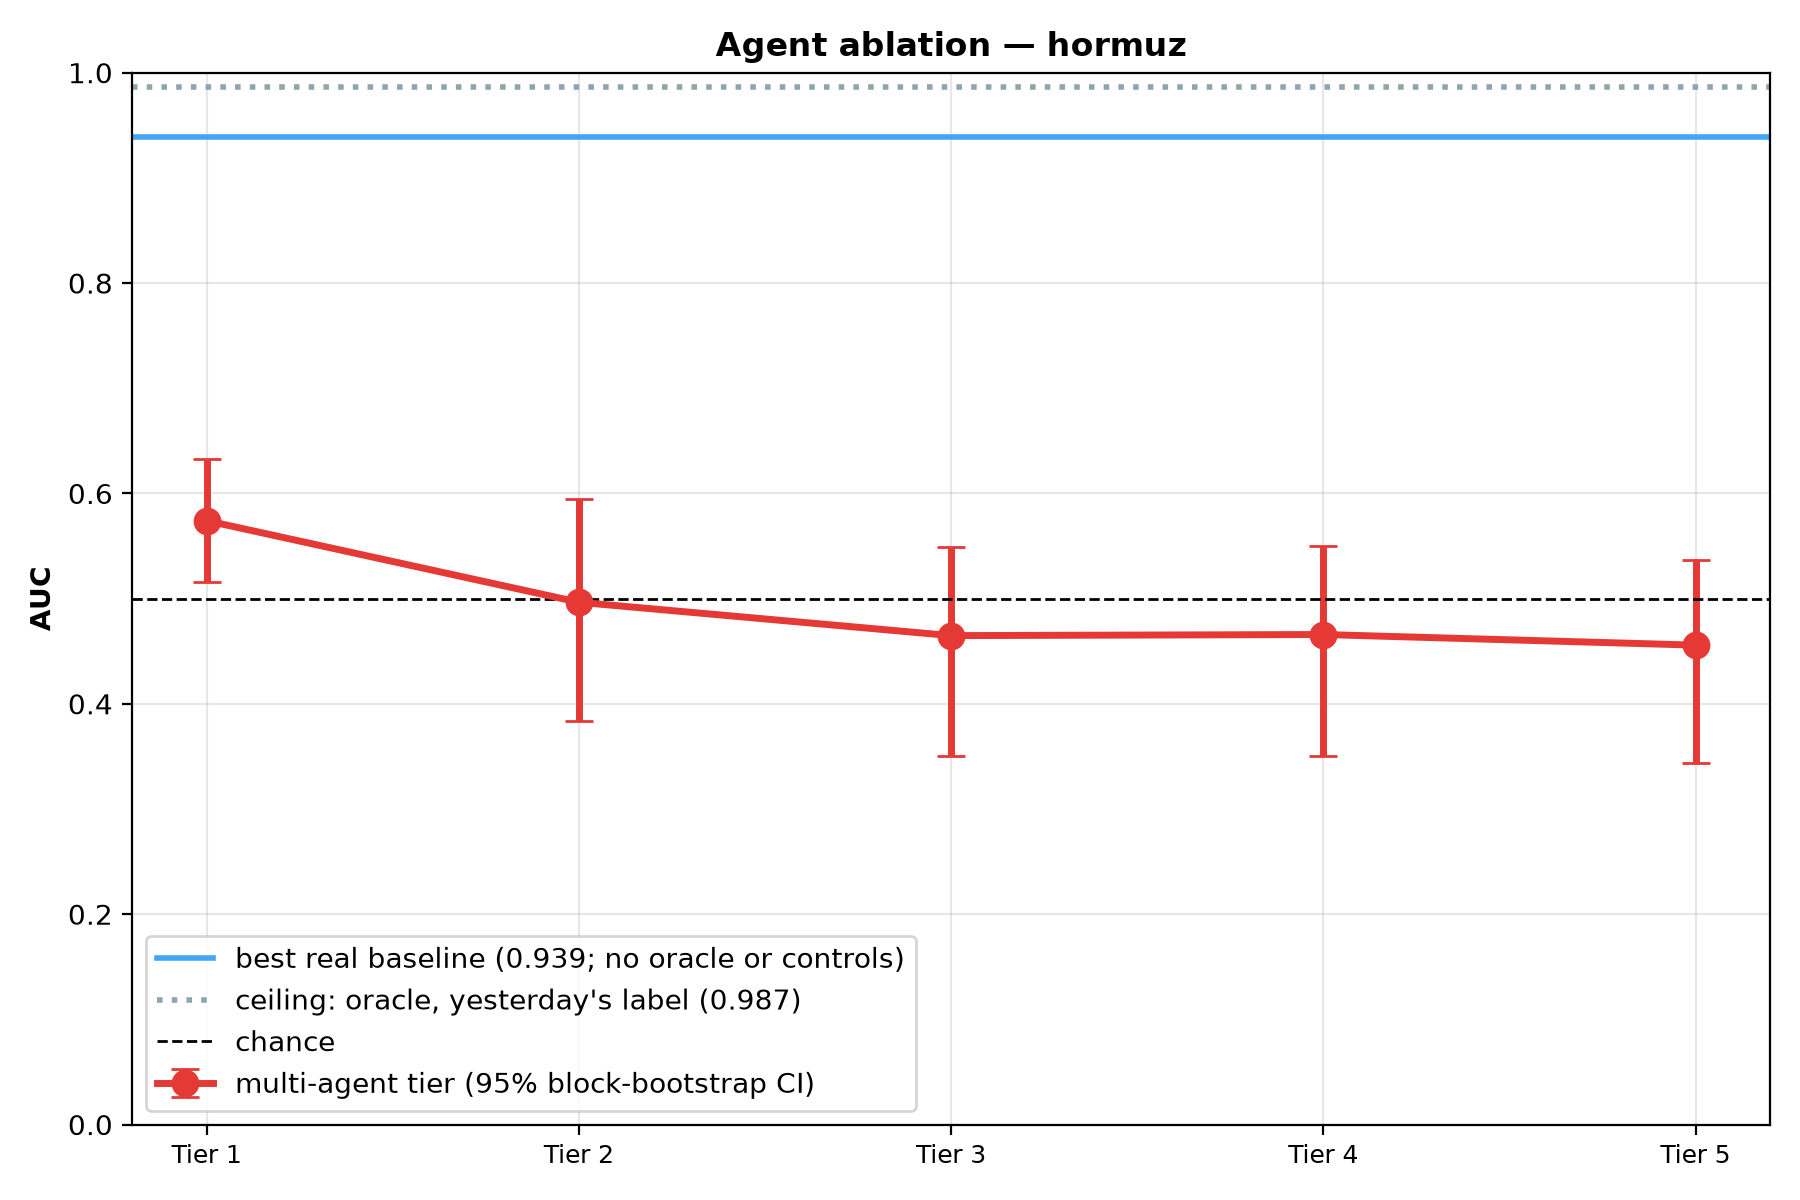 Agent ablation — hormuz
1.0
0.8
0.6
0.4
0.2
0.0
AUC
best real baseline (0.939; no oracle or controls)
ceiling: oracle, yesterday's label (0.987)
chance
multi-agent tier (95% block-bootstrap CI)
Tier 1 Tier 2 Tier 3 Tier 4 Tier 5